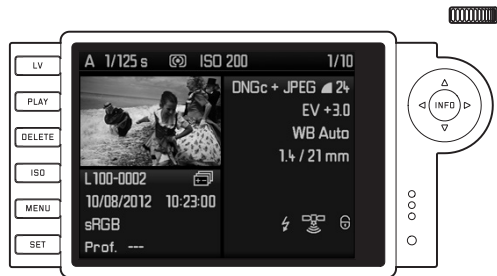 LV
PLAY
DELETE
ISO
MENU
SET
A 1/125 s ISO 200 1/10
DNGc + JPEG 24
EV +3.0
WB Auto
1.4 / 21 mm
L100-0002
10/08/2012 10:23:00
sRGB
Prof. ---
INFO